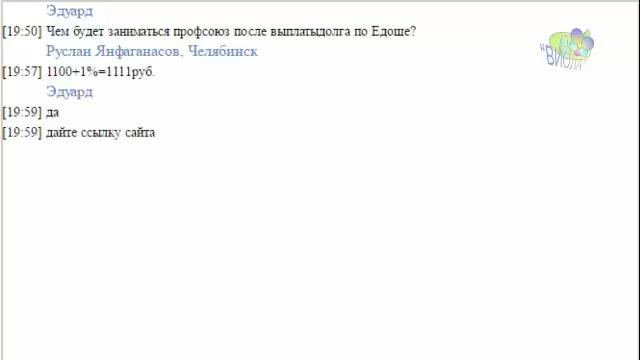 Эдуард
[19:50] Чем будет заниматься профсоюз после выплатыдолга по Едоше?
Руслан Янфаганасов, Челябинск
[19:57] 1100+1%=1111руб.
Эдуард
[19:59] да
[19:59] дайте ссылку сайта
"ВИОЛА"